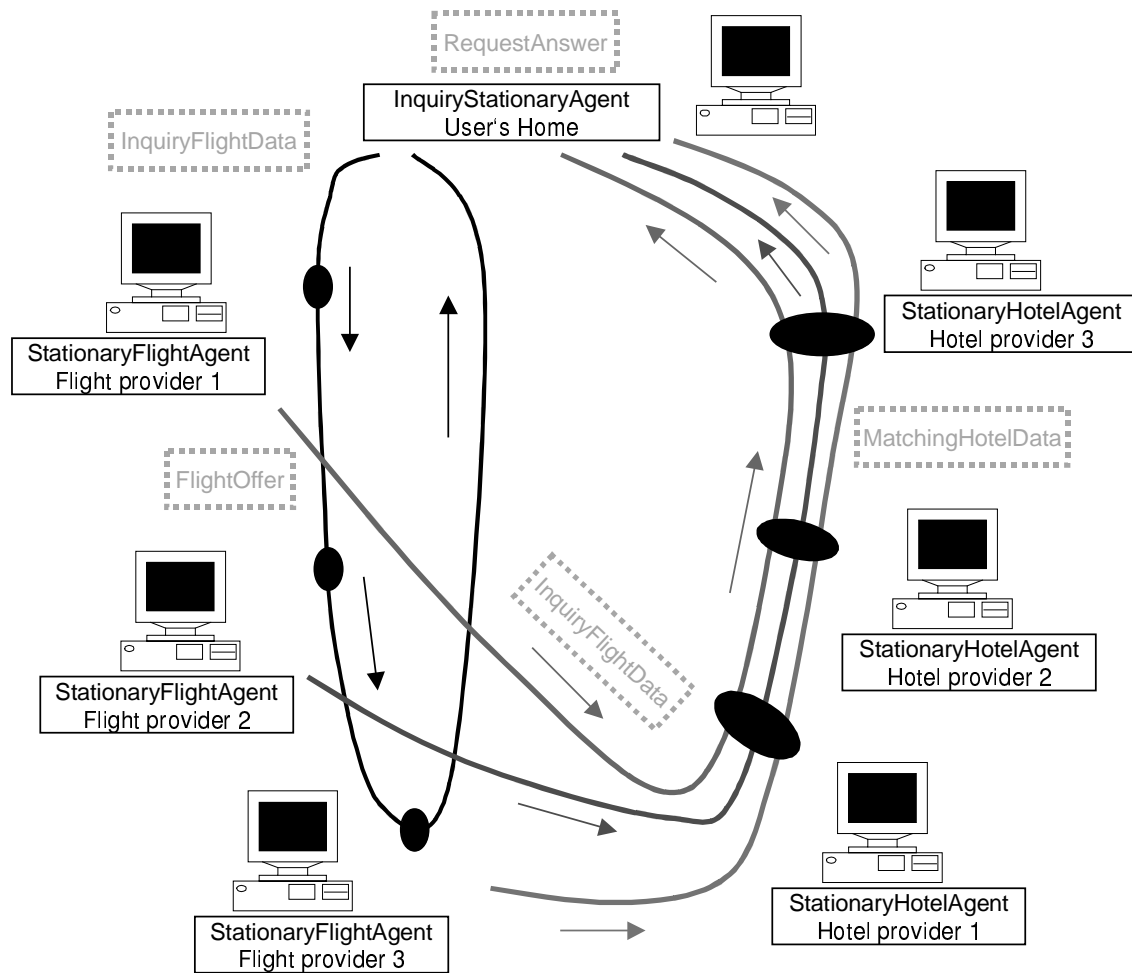 RequestAnswer
InquiryStationaryAgent
User‘s Home
InquiryFlightData
StationaryFlightAgent
Flight provider 1
StationaryHotelAgent
Hotel provider 3
FlightOffer
MatchingHotelData
InquiryFlightData
StationaryFlightAgent
Flight provider 2
StationaryHotelAgent
Hotel provider 2
StationaryFlightAgent
Flight provider 3
StationaryHotelAgent
Hotel provider 1